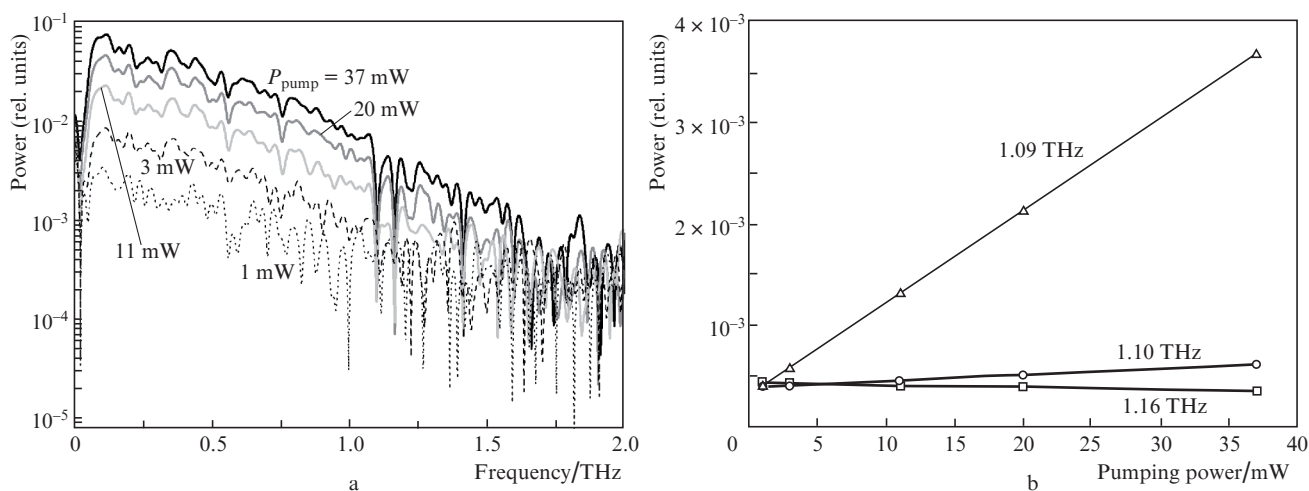 Power (rel. units)
10⁻¹
10⁻²
10⁻³
10⁻⁴
10⁻⁵
P_pump = 37 mW
20 mW
3 mW
11 mW
1 mW
0
0.5
1.0
1.5
2.0
Frequency/THz
a
Power (rel. units)
4 × 10⁻³
3 × 10⁻³
2 × 10⁻³
10⁻³
1.09 THz
1.10 THz
1.16 THz
0
5
10
15
20
25
30
35
40
Pumping power/mW
b